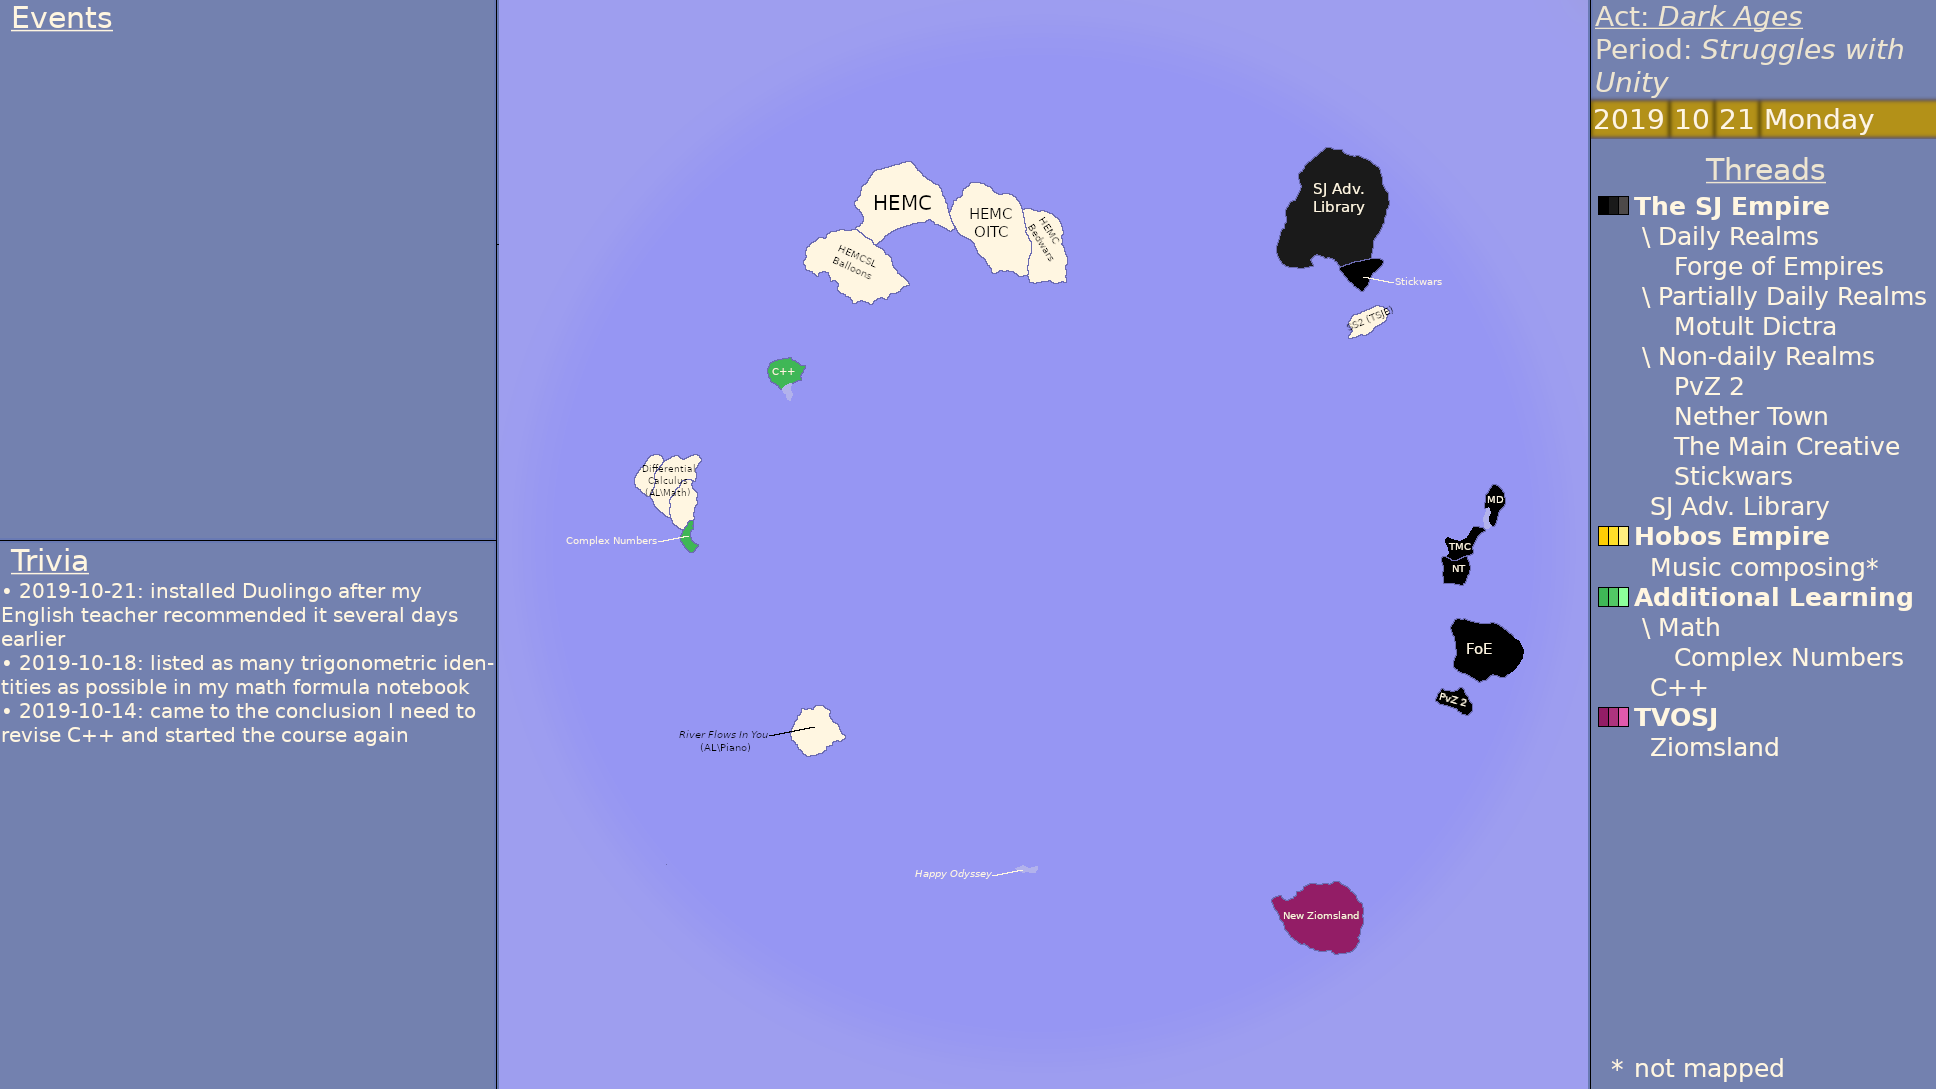 Events
Trivia
• 2019-10-21: installed Duolingo after my
English teacher recommended it several days
earlier
• 2019-10-18: listed as many trigonometric iden-
tities as possible in my math formula notebook
• 2019-10-14: came to the conclusion I need to
revise C++ and started the course again
HEMC
HEMC
OITC
HEMC
Bedwars
HEMCSL
Balloons
SJ Adv.
Library
Stickwars
S2 (TSJE)
C++
Differential
Calculus
(AL\Math)
Complex Numbers
MD
TMC
NT
FoE
PvZ 2
River Flows In You
(AL\Piano)
Happy Odyssey
New Ziomsland
Act: Dark Ages
Period: Struggles with
Unity
2019 10 21 Monday
Threads
The SJ Empire
\ Daily Realms
Forge of Empires
\ Partially Daily Realms
Motult Dictra
\ Non-daily Realms
PvZ 2
Nether Town
The Main Creative
Stickwars
SJ Adv. Library
Hobos Empire
Music composing*
Additional Learning
\ Math
Complex Numbers
C++
TVOSJ
Ziomsland
* not mapped